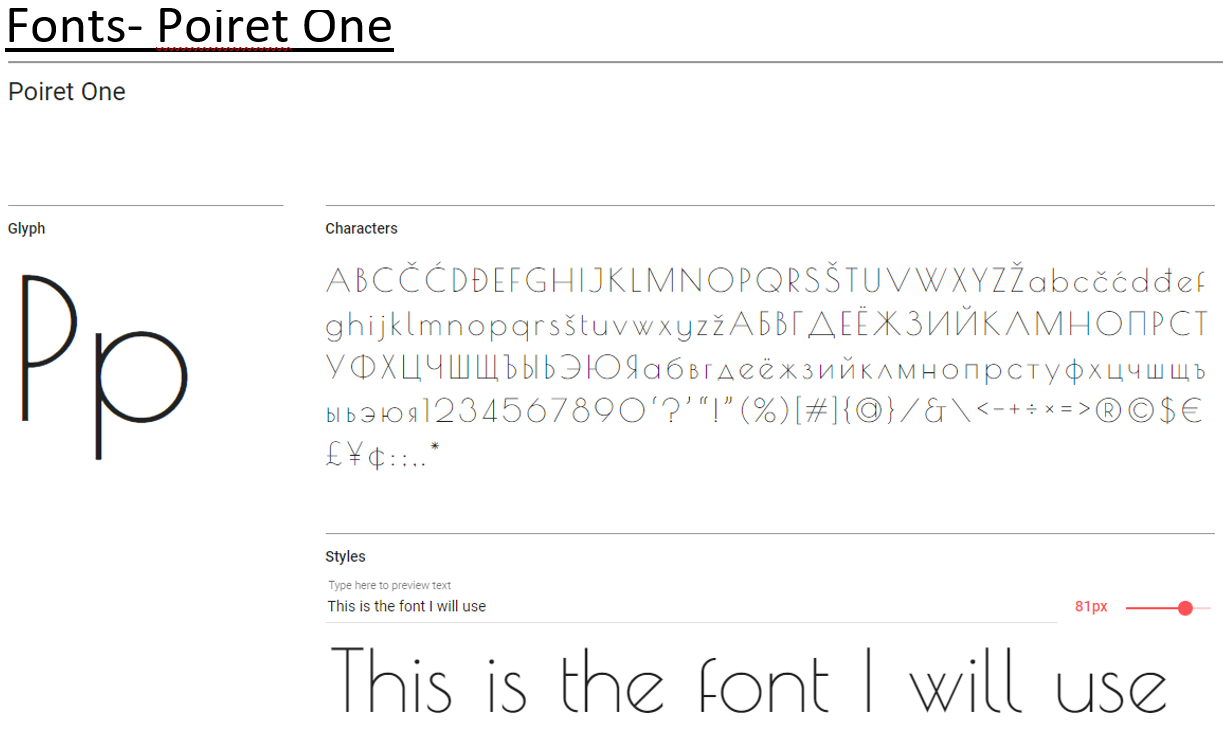 Fonts- Poiret One
Poiret One
Glyph
Pp
Characters
ABCČĆDĐEFGHIJKLMNOPQRSŠTUVWXYZŽabcčćdđef
ghijklmnopqrsštuvwxyzžАБВГДЕЁЖЗИЙКЛМНОПРСТ
УФХЦЧШЩЪЫЬЭЮЯабвгдеёжзийклмнопрстуфхцчшщъ
ыьэюя1234567890‘?’“!”(%)[#]{@}/&\<-+÷×=>®©$€
£¥¢:;,.*
Styles
Type here to preview text
This is the font I will use
81px
This is the font I will use